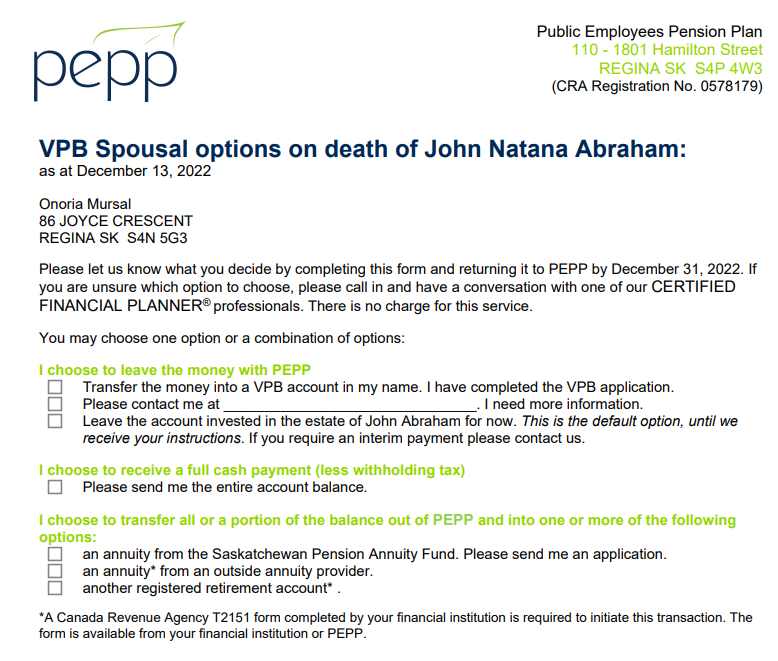 pepp
Public Employees Pension Plan
110 - 1801 Hamilton Street
REGINA SK S4P 4W3
(CRA Registration No. 0578179)
VPB Spousal options on death of John Natana Abraham:
as at December 13, 2022
Onoria Mursal
86 JOYCE CRESCENT
REGINA SK S4N 5G3
Please let us know what you decide by completing this form and returning it to PEPP by December 31, 2022. If
you are unsure which option to choose, please call in and have a conversation with one of our CERTIFIED
FINANCIAL PLANNER® professionals. There is no charge for this service.
You may choose one option or a combination of options:
I choose to leave the money with PEPP
Transfer the money into a VPB account in my name. I have completed the VPB application.
Please contact me at ______________________________. I need more information.
Leave the account invested in the estate of John Abraham for now. This is the default option, until we
receive your instructions. If you require an interim payment please contact us.
I choose to receive a full cash payment (less withholding tax)
Please send me the entire account balance.
I choose to transfer all or a portion of the balance out of PEPP and into one or more of the following
options:
an annuity from the Saskatchewan Pension Annuity Fund. Please send me an application.
an annuity* from an outside annuity provider.
another registered retirement account* .
*A Canada Revenue Agency T2151 form completed by your financial institution is required to initiate this transaction. The
form is available from your financial institution or PEPP.